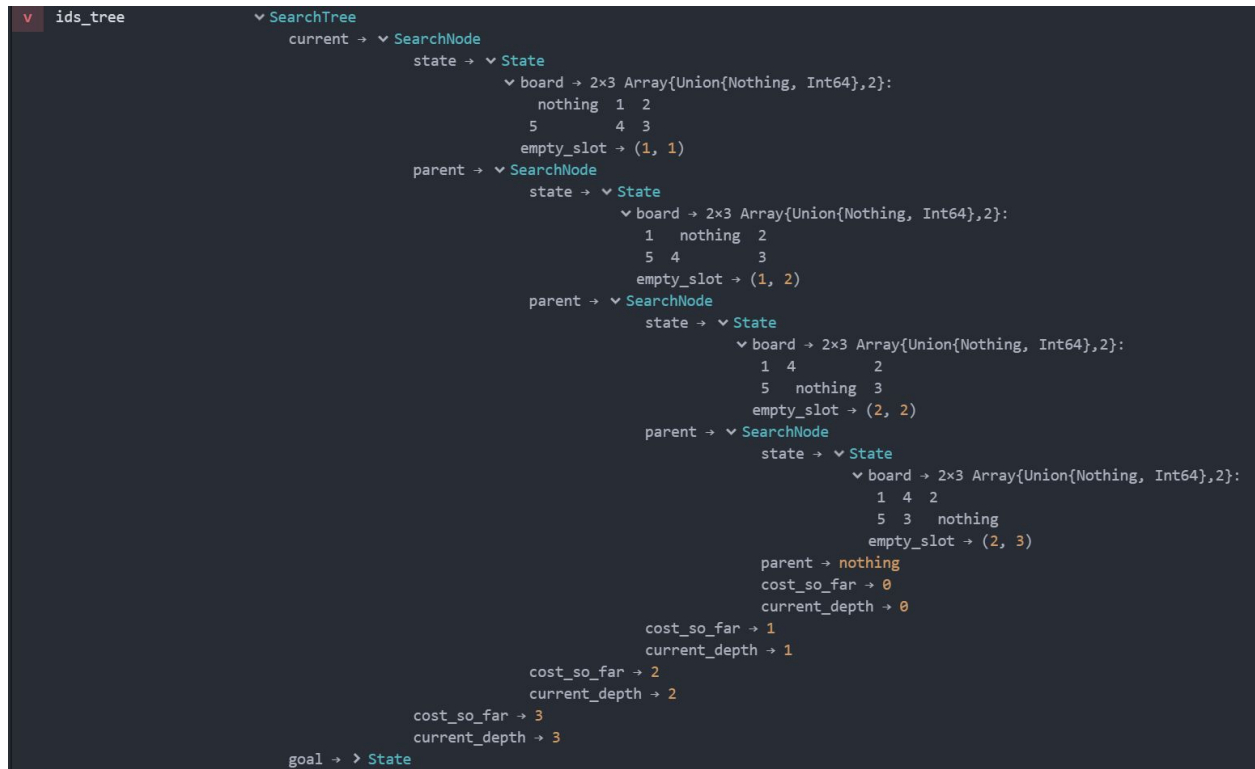 v ids_tree SearchTree
current → SearchNode
state → State
board → 2×3 Array{Union{Nothing, Int64},2}:
nothing 1 2
5 4 3
empty_slot → (1, 1)
parent → SearchNode
state → State
board → 2×3 Array{Union{Nothing, Int64},2}:
1 nothing 2
5 4 3
empty_slot → (1, 2)
parent → SearchNode
state → State
board → 2×3 Array{Union{Nothing, Int64},2}:
1 4 2
5 nothing 3
empty_slot → (2, 2)
parent → SearchNode
state → State
board → 2×3 Array{Union{Nothing, Int64},2}:
1 4 2
5 3 nothing
empty_slot → (2, 3)
parent → nothing
cost_so_far → 0
current_depth → 0
cost_so_far → 1
current_depth → 1
cost_so_far → 2
current_depth → 2
cost_so_far → 3
current_depth → 3
goal → State